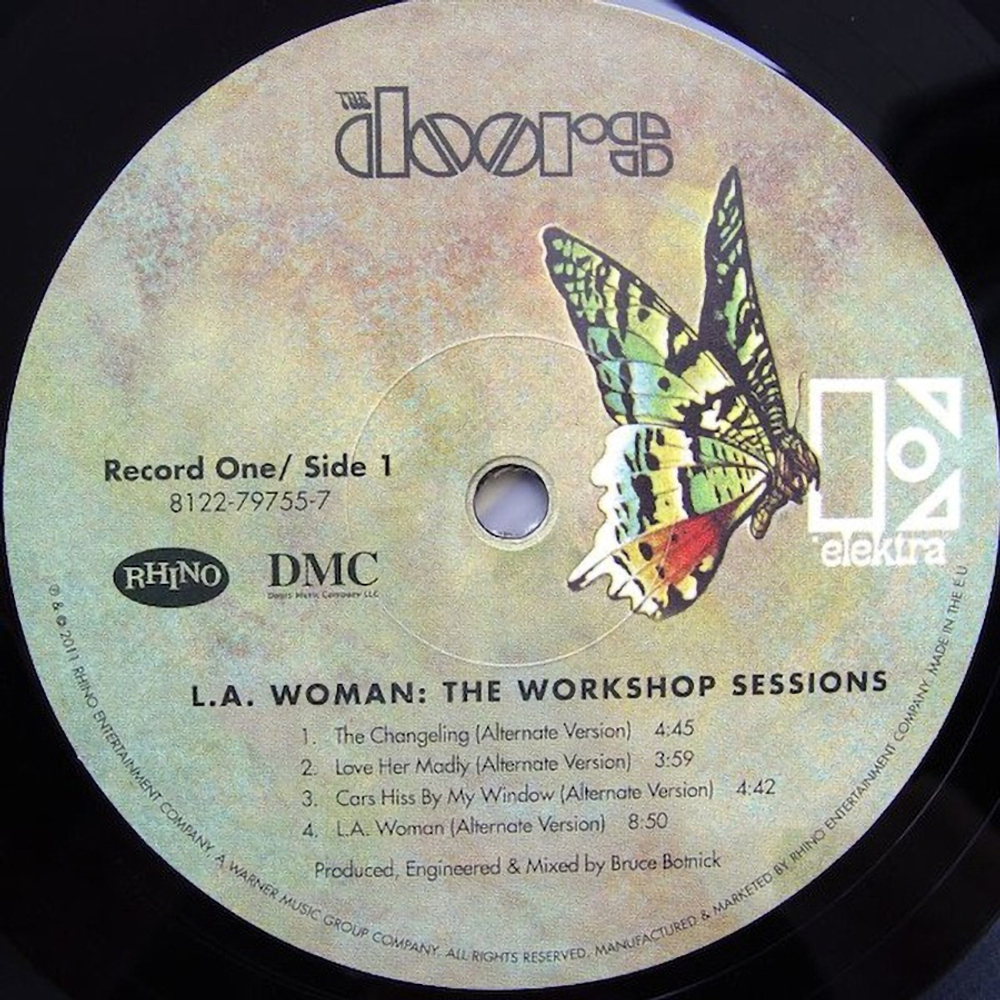 THE
doors
elektra
Record One/ Side 1
8122-79755-7
RHINO
DMC
Doors Music Company LLC
L.A. WOMAN: THE WORKSHOP SESSIONS
1. The Changeling (Alternate Version) 4:45
2. Love Her Madly (Alternate Version) 3:59
3. Cars Hiss By My Window (Alternate Version) 4:42
4. L.A. Woman (Alternate Version) 8:50
Produced, Engineered & Mixed by Bruce Botnick
℗ & © 2011 RHINO ENTERTAINMENT COMPANY, A WARNER MUSIC GROUP COMPANY. ALL RIGHTS RESERVED. MANUFACTURED & MARKETED BY RHINO ENTERTAINMENT COMPANY. MADE IN THE E.U.